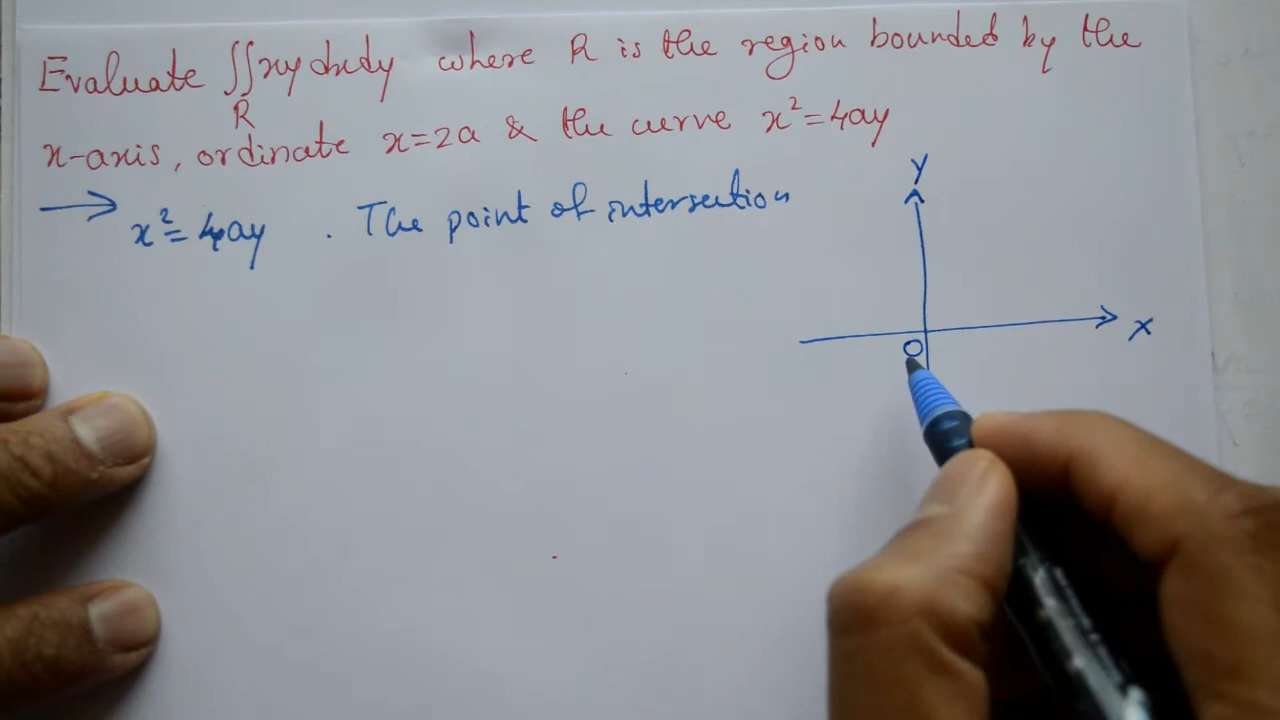 Evaluate ∬xy dxdy where R is the region bounded by the
R
x-axis, ordinate x=2a & the curve x²=4ay
→ x²=4ay . The point of intersection
Y
X
O